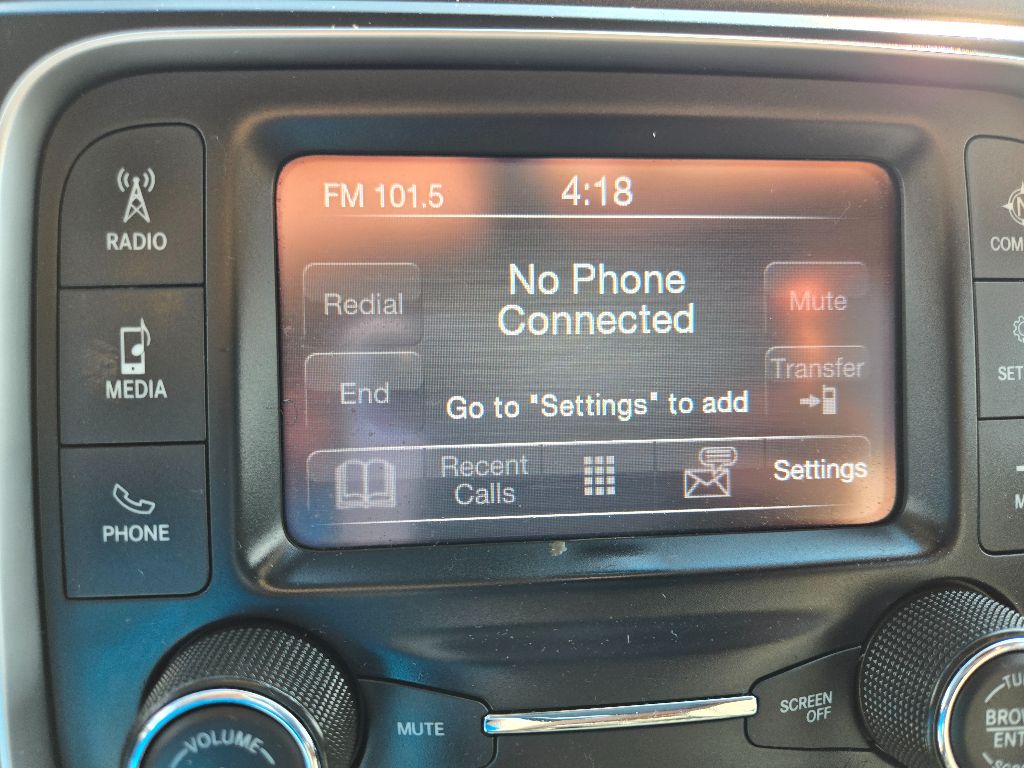 FM 101.5 4:18
RADIO
MEDIA
PHONE
Redial
End
No Phone
Connected
Go to "Settings" to add
Mute
Transfer
Recent
Calls
Settings
MUTE
SCREEN
OFF
VOLUME